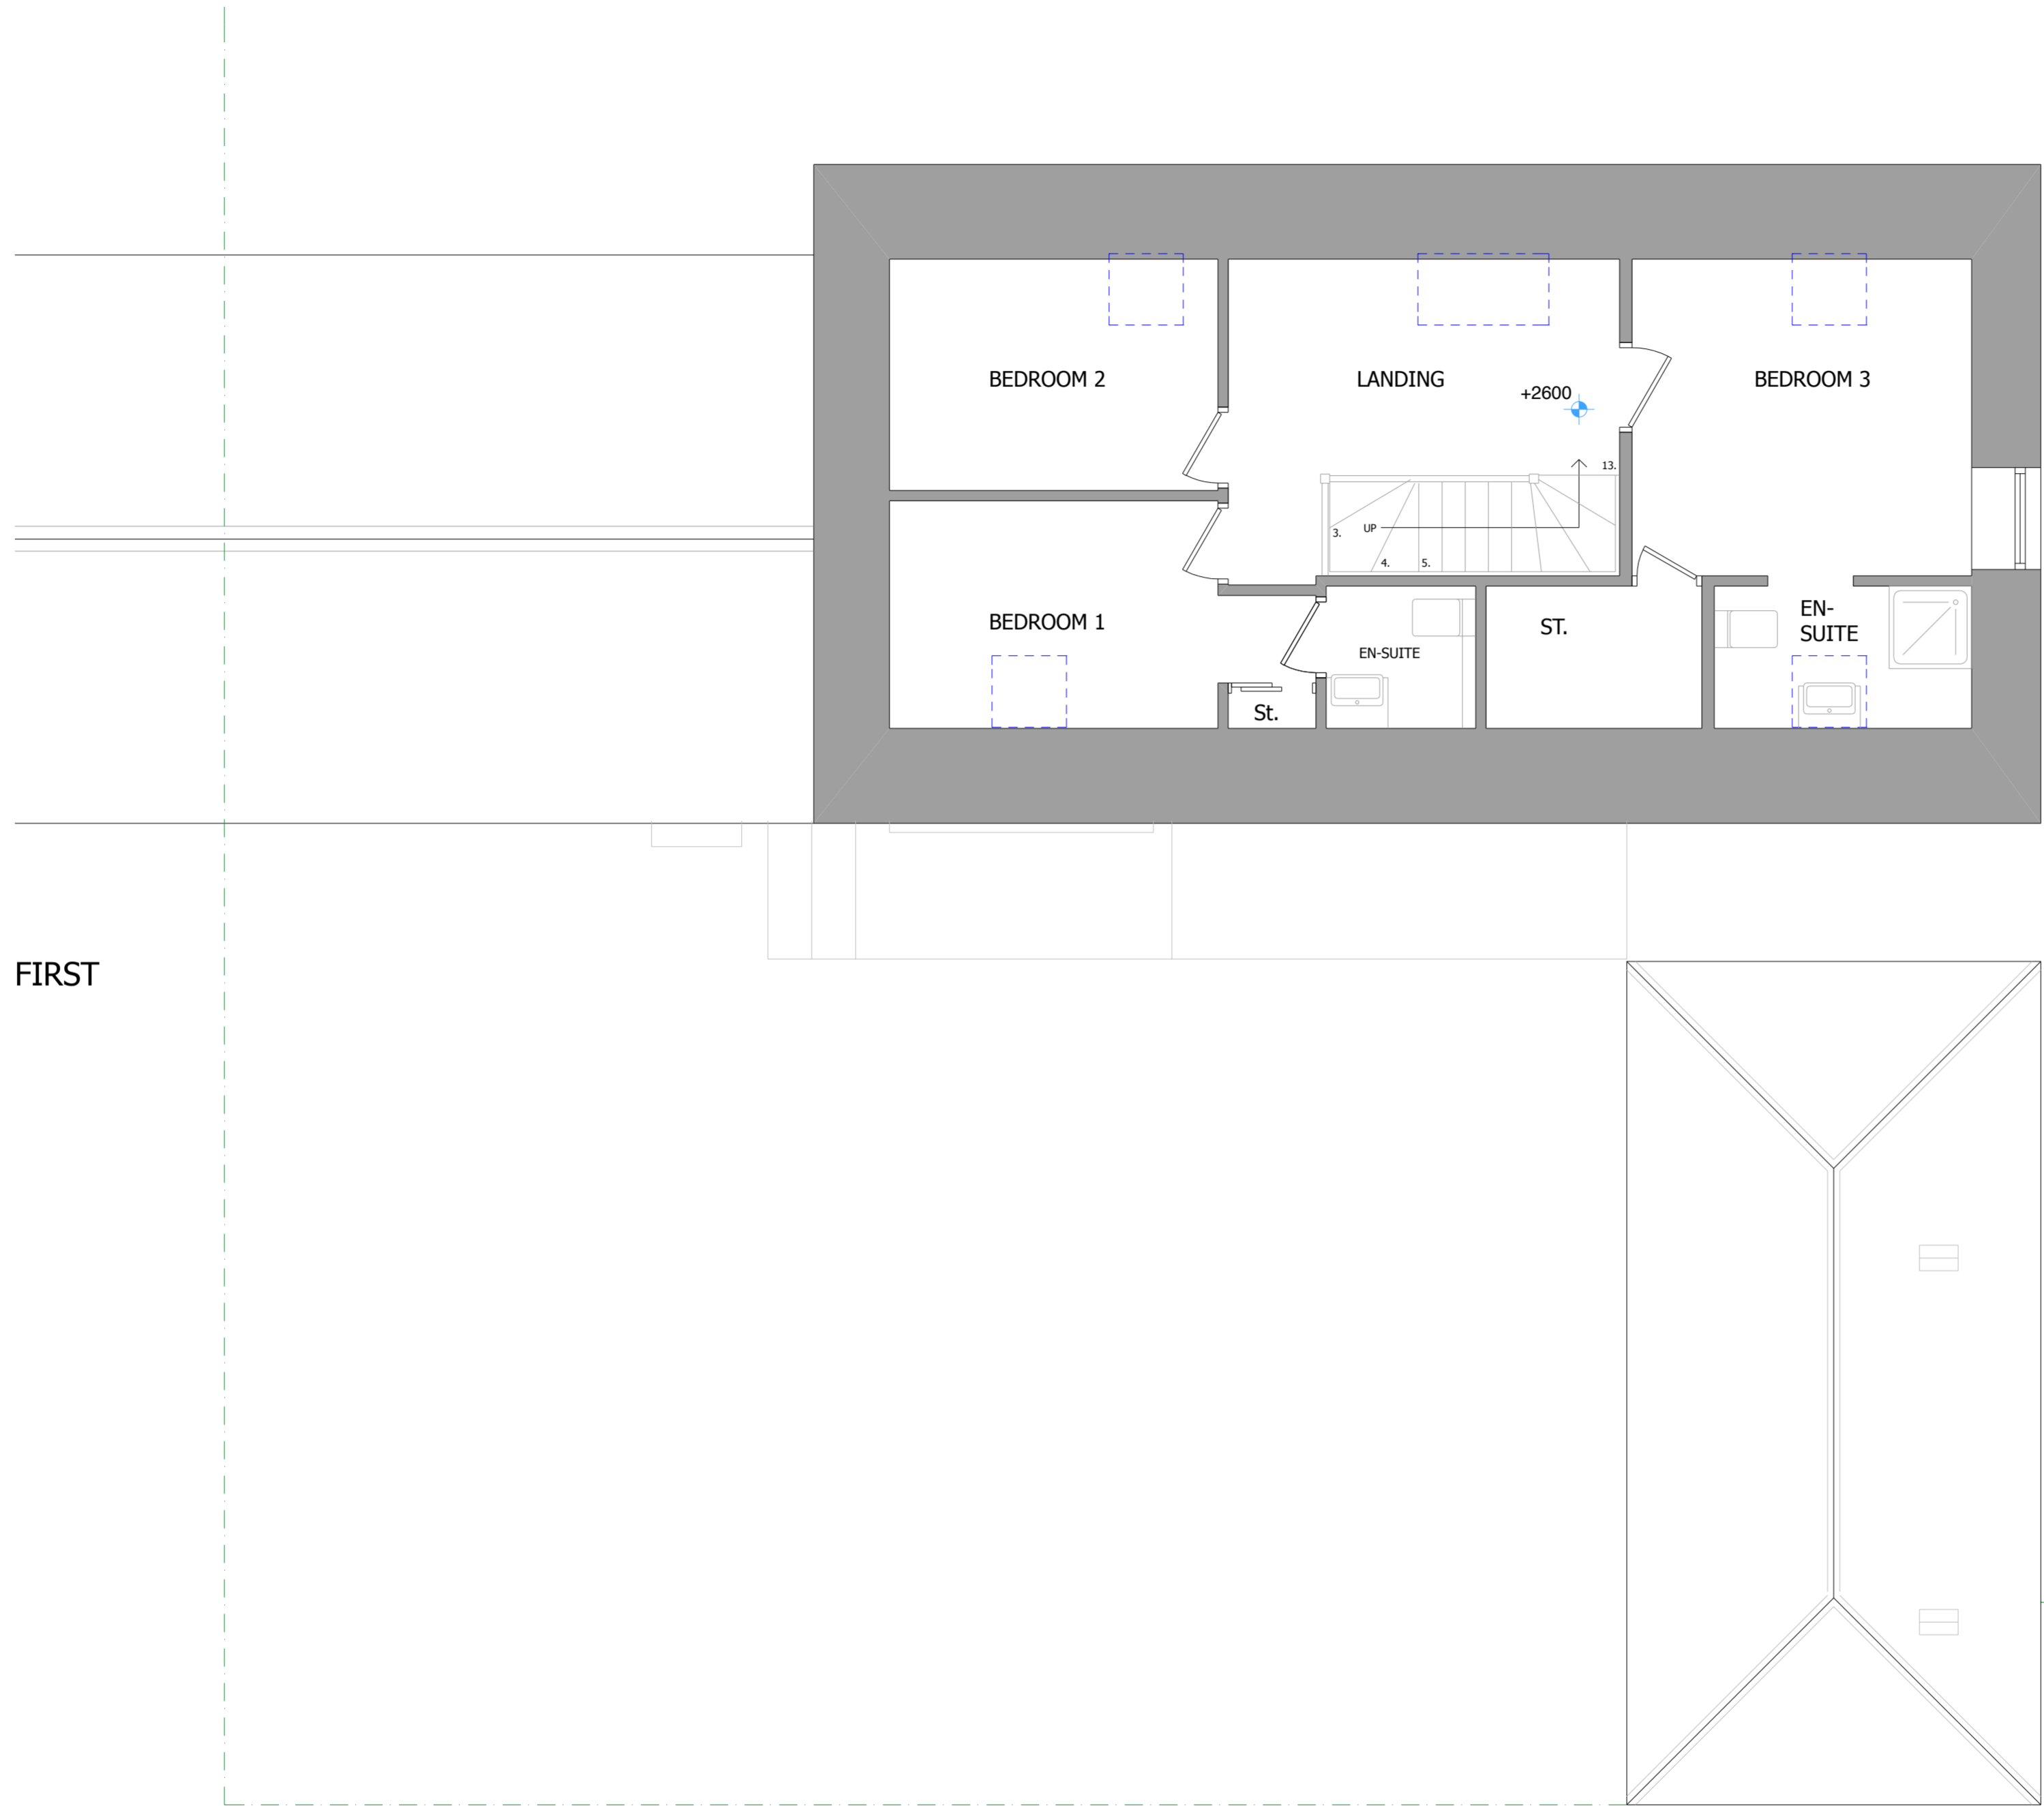 BEDROOM 2
LANDING
+2600
BEDROOM 3
13.
UP
3.
4.
5.
BEDROOM 1
EN-SUITE
ST.
EN-
SUITE
St.
FIRST